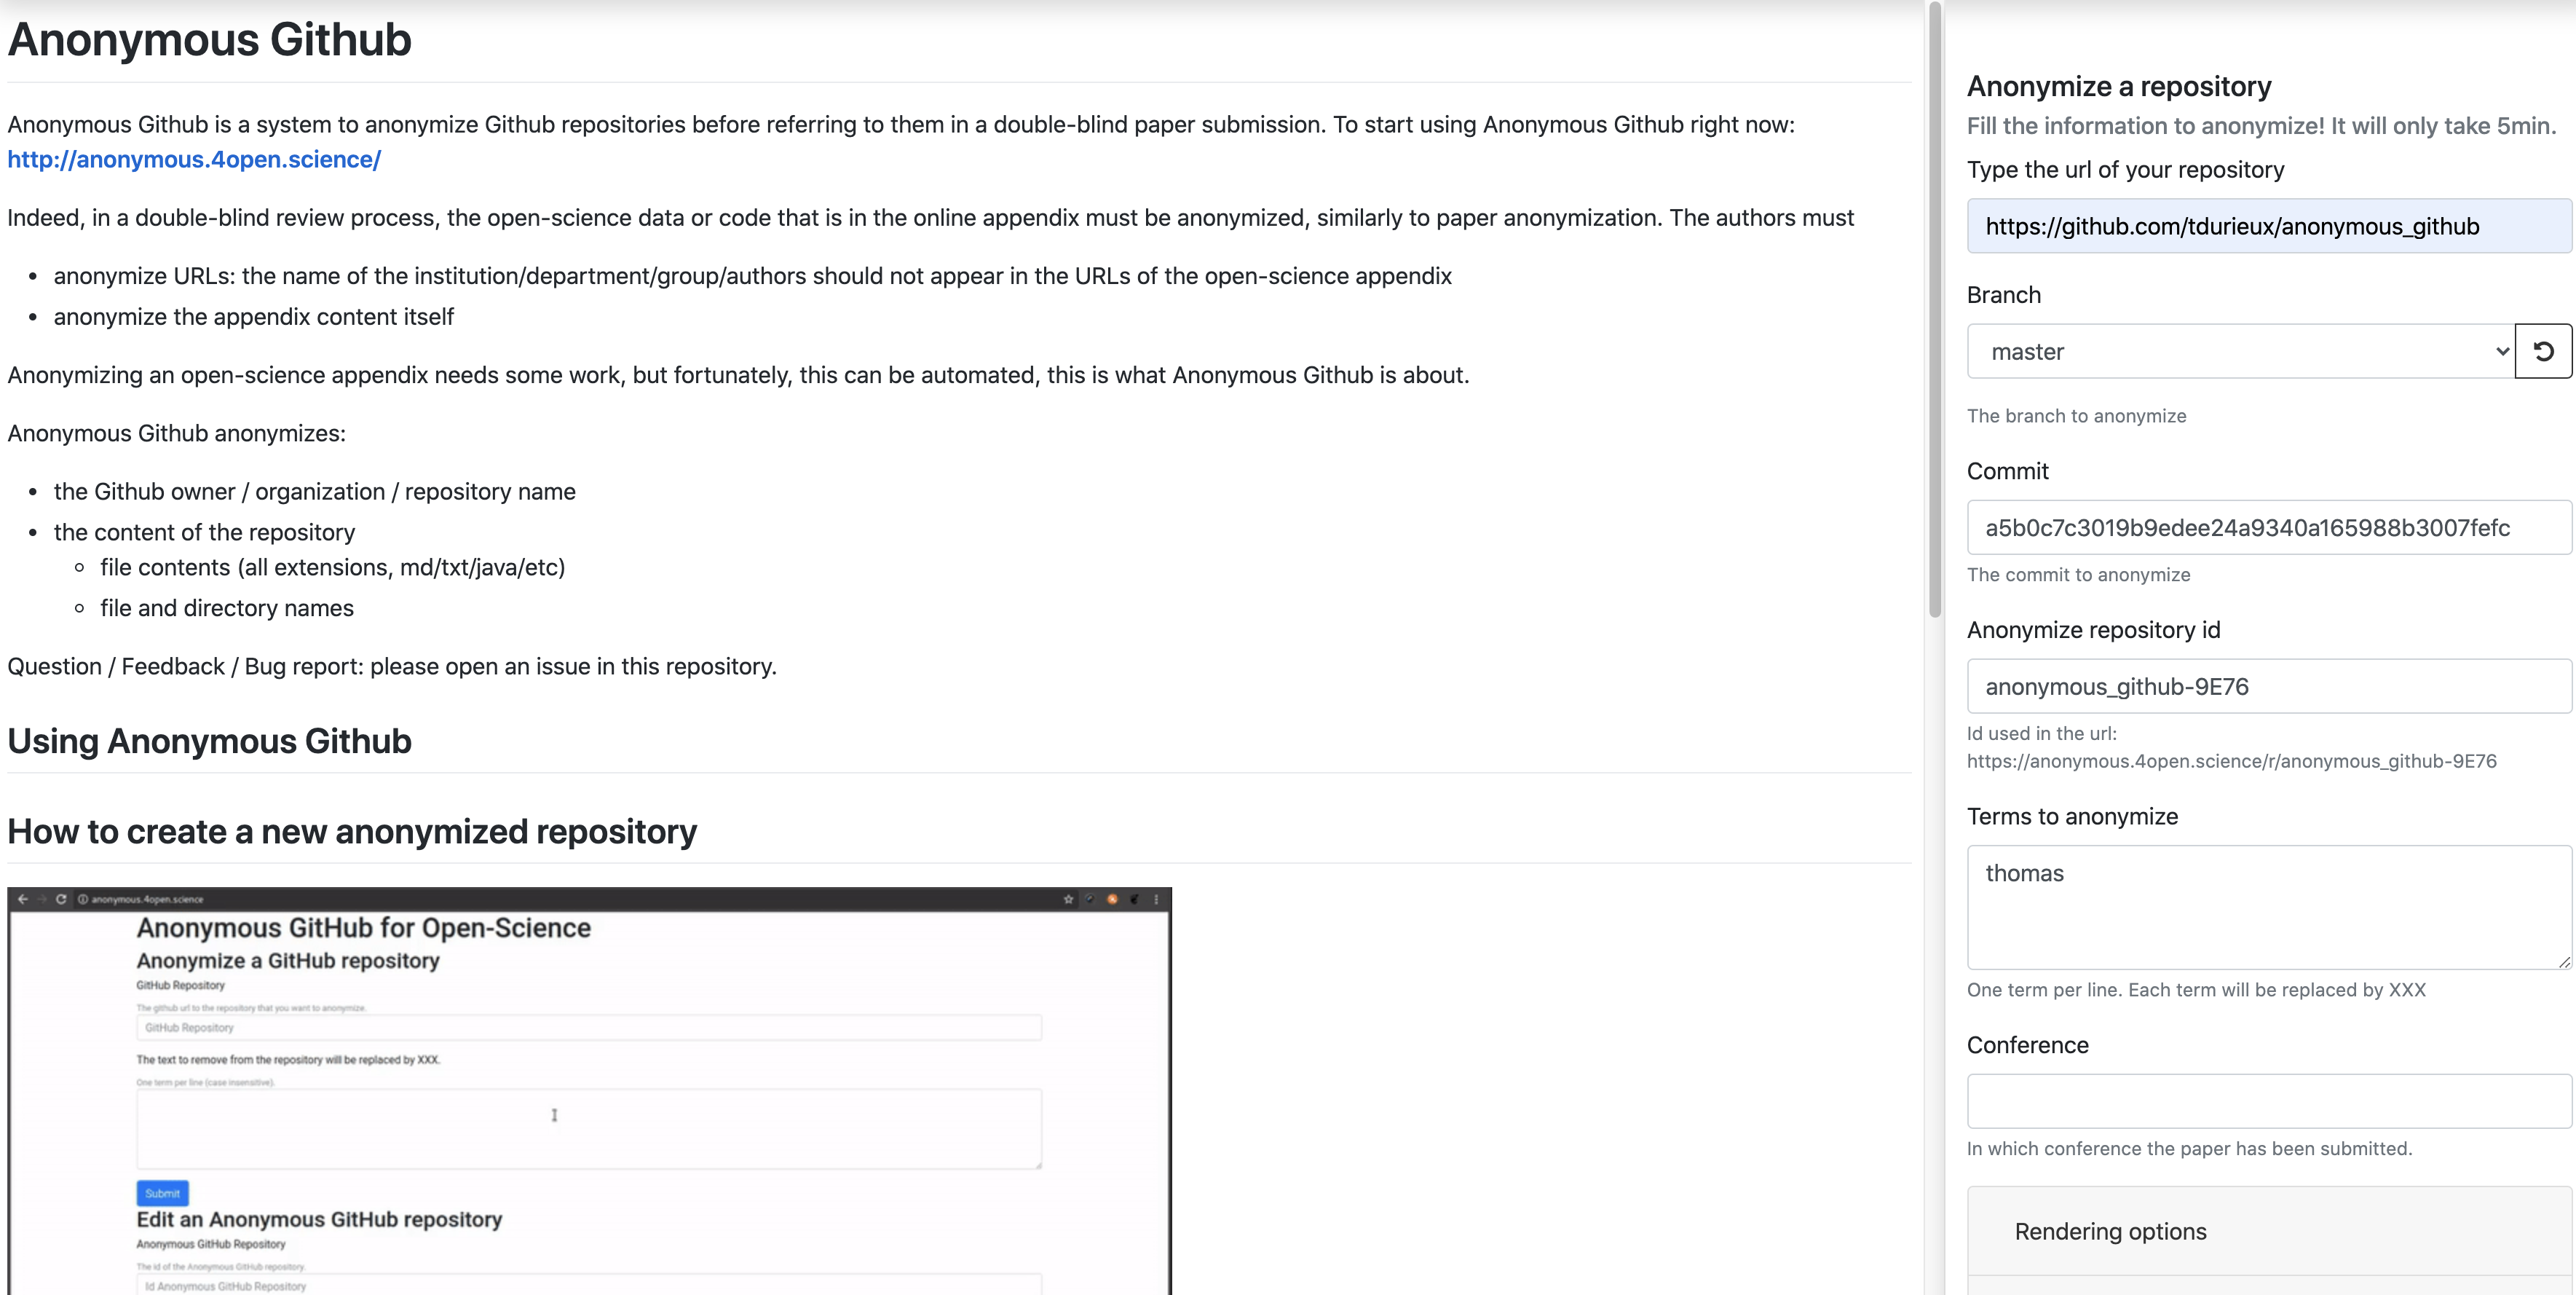 Anonymous Github
Anonymous Github is a system to anonymize Github repositories before referring to them in a double-blind paper submission. To start using Anonymous Github right now:
http://anonymous.4open.science/
Indeed, in a double-blind review process, the open-science data or code that is in the online appendix must be anonymized, similarly to paper anonymization. The authors must
• anonymize URLs: the name of the institution/department/group/authors should not appear in the URLs of the open-science appendix
• anonymize the appendix content itself
Anonymizing an open-science appendix needs some work, but fortunately, this can be automated, this is what Anonymous Github is about.
Anonymous Github anonymizes:
• the Github owner / organization / repository name
• the content of the repository
◦ file contents (all extensions, md/txt/java/etc)
◦ file and directory names
Question / Feedback / Bug report: please open an issue in this repository.
Using Anonymous Github
How to create a new anonymized repository
anonymous.4open.science
Anonymous GitHub for Open-Science
Anonymize a GitHub repository
GitHub Repository
The github url to the repository that you want to anonymize.
GitHub Repository
The text to remove from the repository will be replaced by XXX.
One term per line (case insensitive).
Submit
Edit an Anonymous GitHub repository
Anonymous GitHub Repository
The id of the Anonymous GitHub repository.
Id Anonymous GitHub Repository
Anonymize a repository
Fill the information to anonymize! It will only take 5min.
Type the url of your repository
https://github.com/tdurieux/anonymous_github
Branch
master
The branch to anonymize
Commit
a5b0c7c3019b9edee24a9340a165988b3007fefc
The commit to anonymize
Anonymize repository id
anonymous_github-9E76
Id used in the url:
https://anonymous.4open.science/r/anonymous_github-9E76
Terms to anonymize
thomas
One term per line. Each term will be replaced by XXX
Conference
In which conference the paper has been submitted.
Rendering options